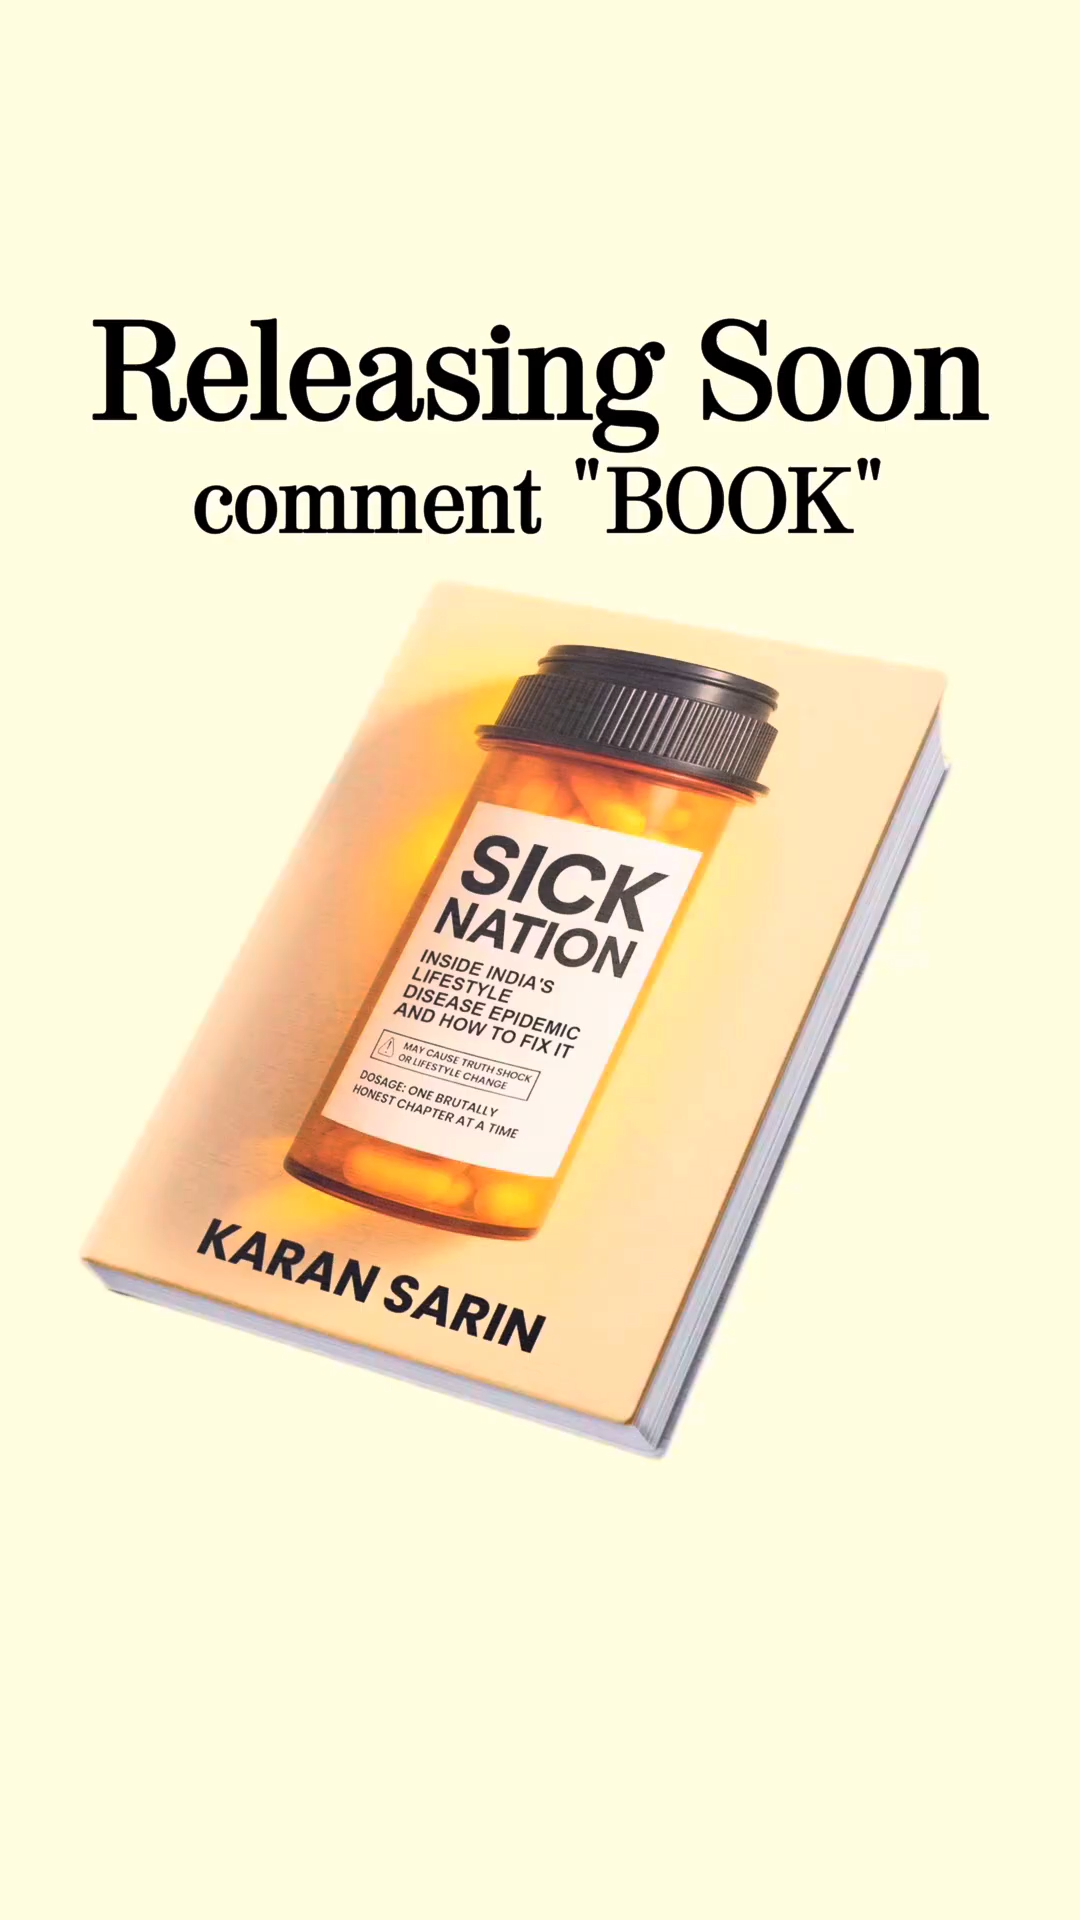 Releasing Soon
comment "BOOK"
SICK
NATION
INSIDE INDIA'S
LIFESTYLE
DISEASE EPIDEMIC
AND HOW TO FIX IT
MAY CAUSE TRUTH SHOCK
OR LIFESTYLE CHANGE
DOSAGE: ONE BRUTALLY
HONEST CHAPTER AT A TIME
KARAN SARIN